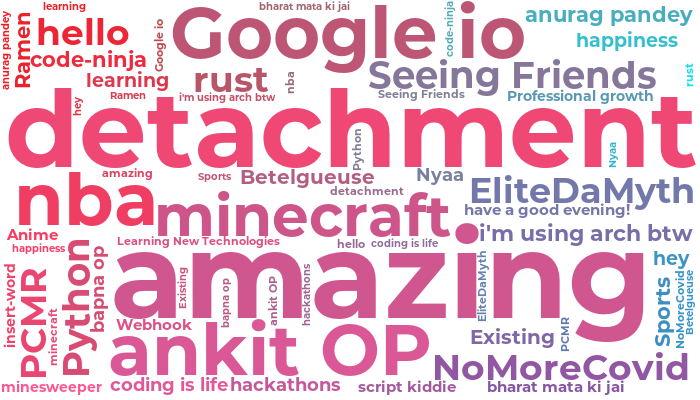 learning
bharat mata ki jai
anurag pandey
Ramen
hello
Google io
Google io
code-ninja
anurag pandey
happiness
code-ninja
learning
rust
nba
Seeing Friends
rust
hey
Ramen
i'm using arch btw
Seeing Friends
Professional growth
detachment
Python
Nyaa
amazing
Sports
Betelgueuse
Nyaa
detachment
EliteDaMyth
nba
minecraft
have a good evening!
Anime
happiness
Learning New Technologies
hello
coding is life
i'm using arch btw
insert-word
PCMR
minecraft
Python
bapna op
amazing
Existing
bapna op
ankit OP
hackathons
EliteDaMyth
hey
Sports
NoMoreCovid
Betelgueuse
Webhook
ankit OP
Existing
PCMR
NoMoreCovid
minesweeper
coding is life
hackathons
script kiddie
bharat mata ki jai